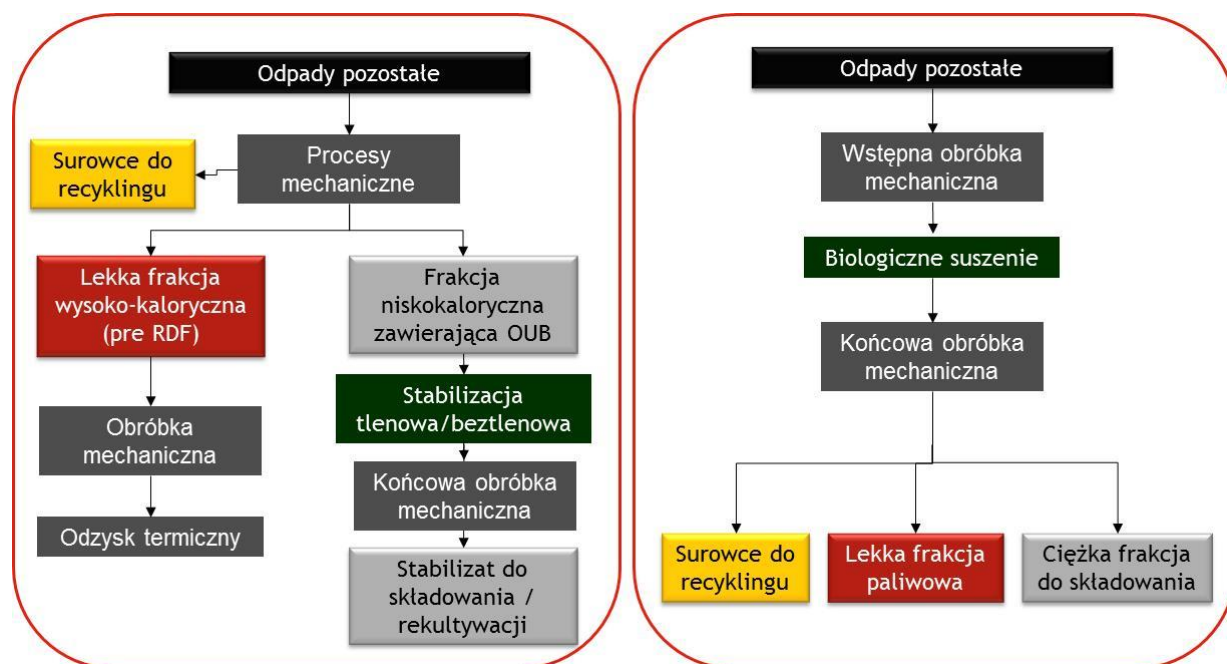 Odpady pozostałe
Procesy
mechaniczne
Surowce do
recyklingu
Lekka frakcja
wysoko-kaloryczna
(pre RDF)
Frakcja
niskokaloryczna
zawierająca OUB
Stabilizacja
tlenowa/beztlenowa
Obróbka
mechaniczna
Końcowa obróbka
mechaniczna
Odzysk termiczny
Stabilizat do
składowania /
rekultywacji
Odpady pozostałe
Wstępna obróbka
mechaniczna
Biologiczne suszenie
Końcowa obróbka
mechaniczna
Surowce do
recyklingu
Lekka frakcja
paliwowa
Ciężka frakcja
do składowania